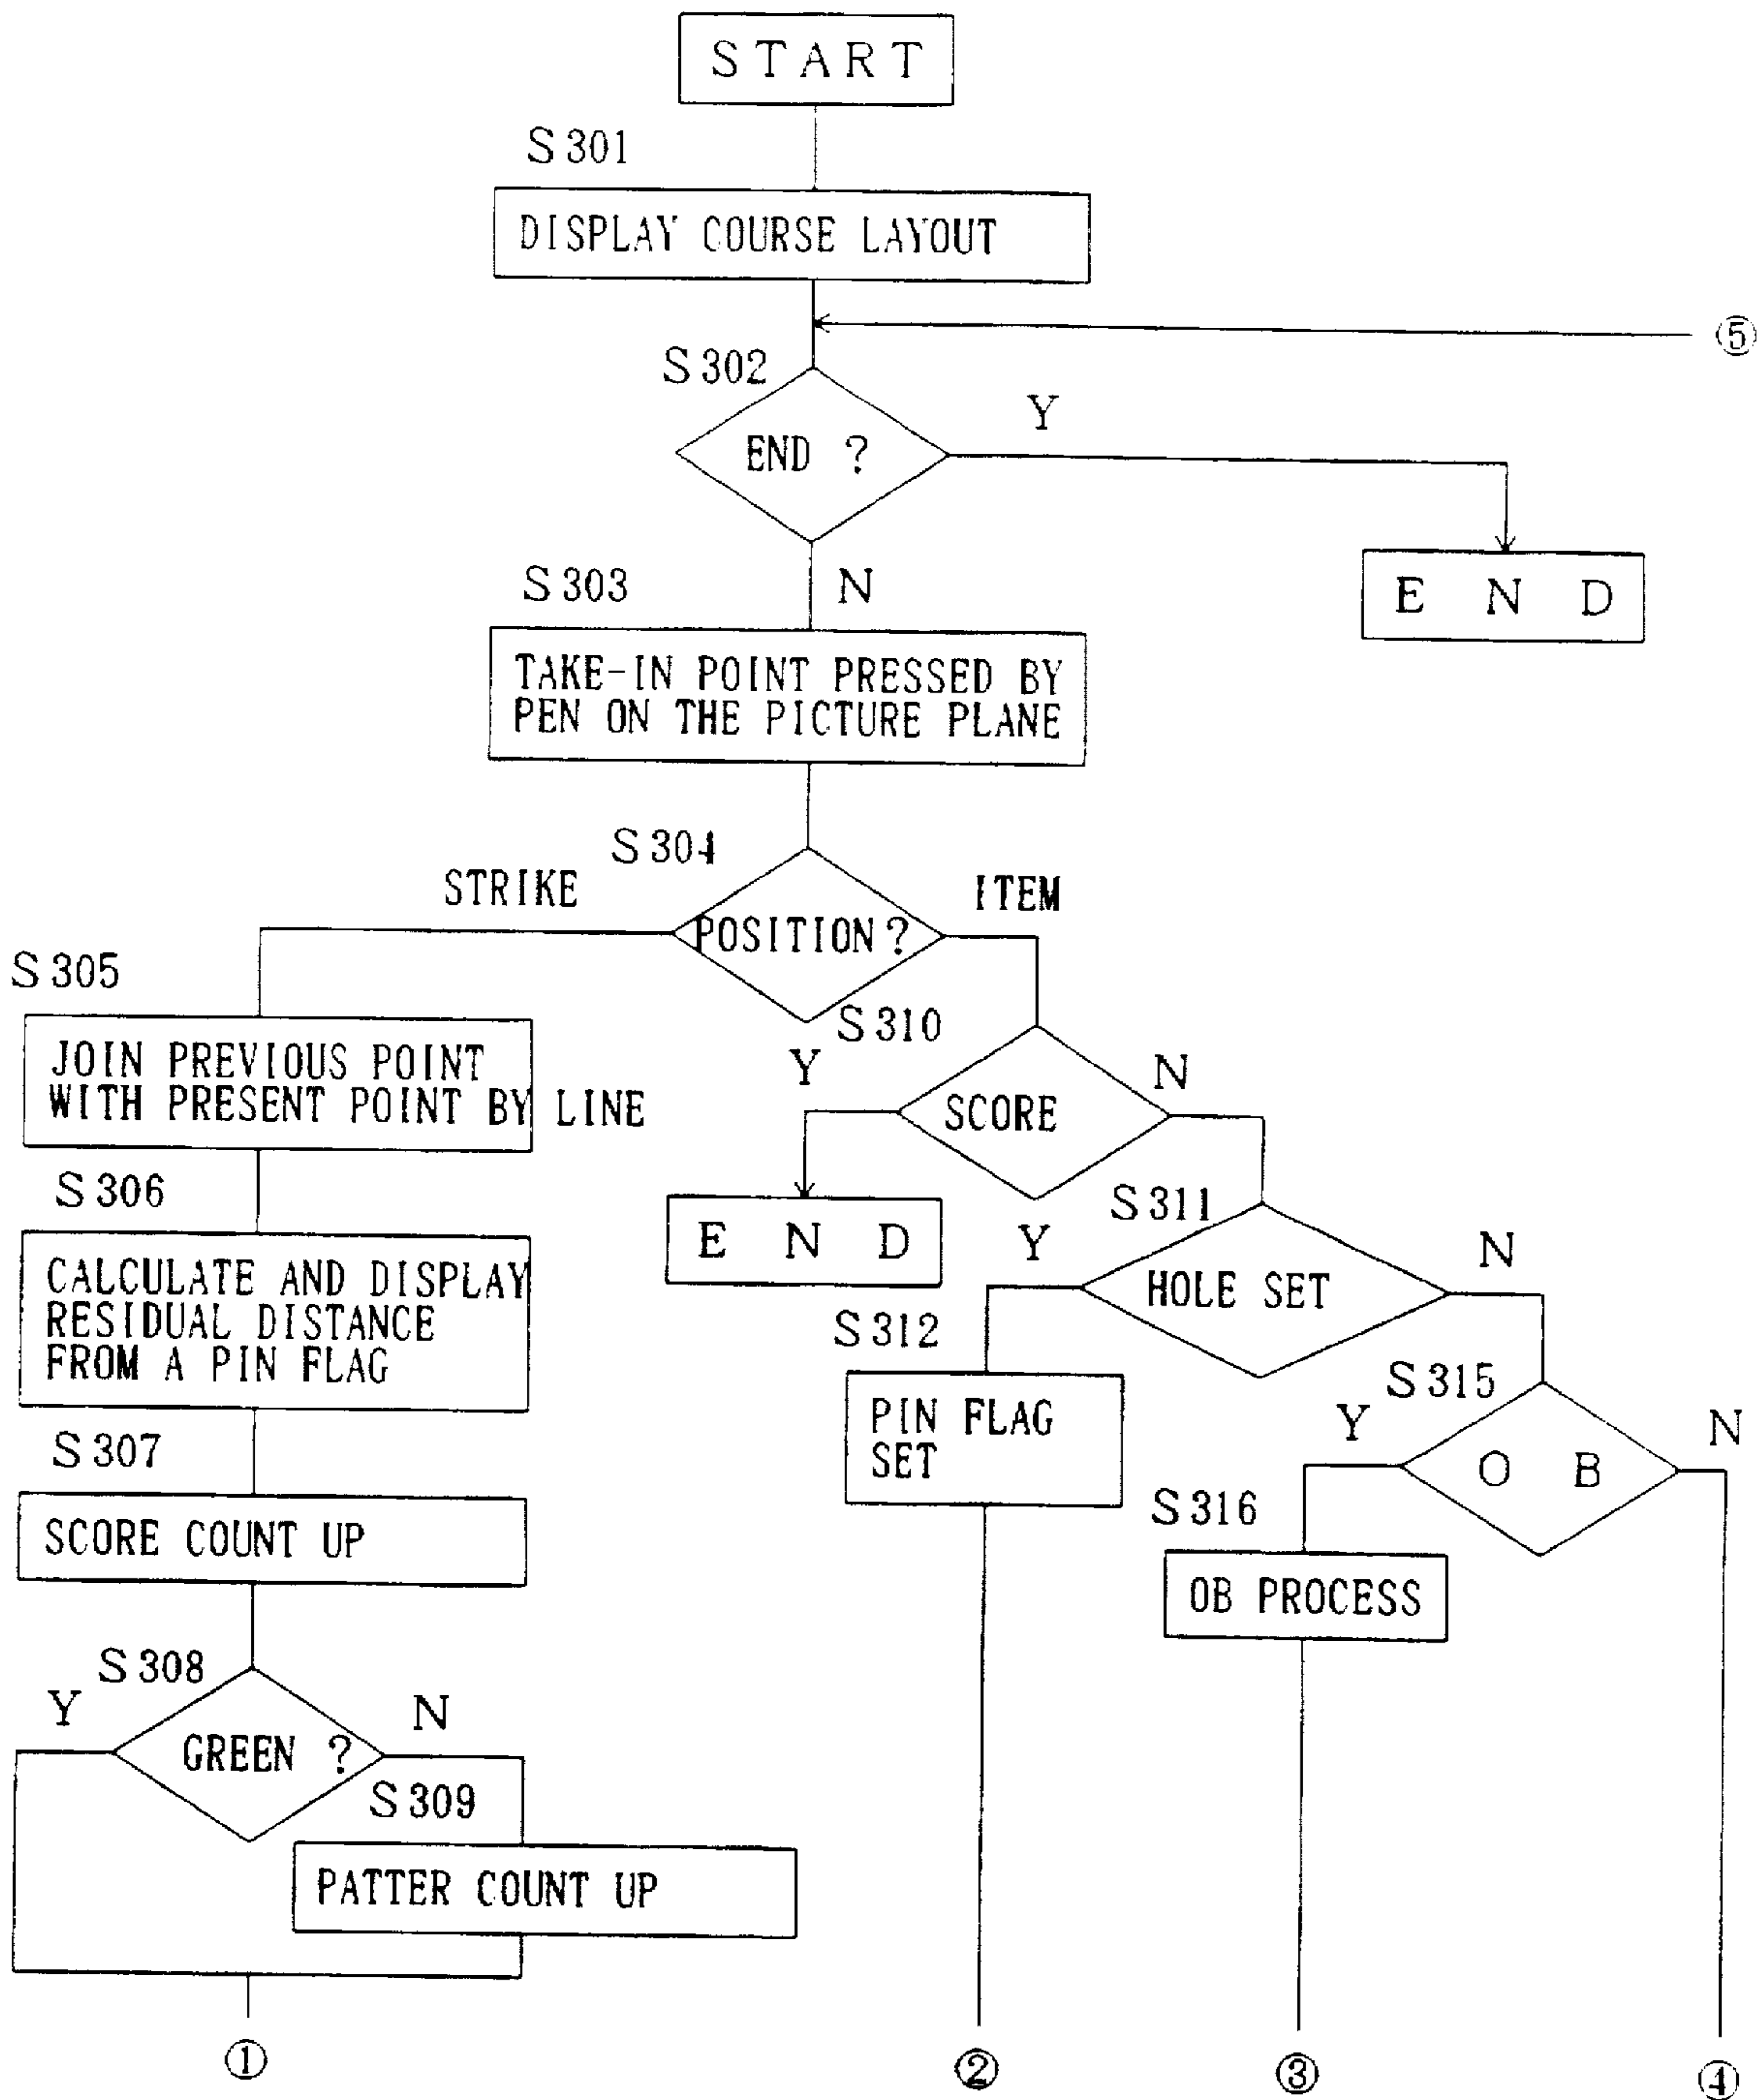 START
S301
DISPLAY COURSE LAYOUT
⑤
S302
Y
END ?
S303
N
E N D
TAKE-IN POINT PRESSED BY
PEN ON THE PICTURE PLANE
S304
STRIKE
ITEM
POSITION?
S305
S310
JOIN PREVIOUS POINT
WITH PRESENT POINT BY LINE
Y
N
SCORE
S306
E N D
S311
Y
N
CALCULATE AND DISPLAY
RESIDUAL DISTANCE
FROM A PIN FLAG
HOLE SET
S312
S315
PIN FLAG
SET
Y
N
O B
S307
S316
SCORE COUNT UP
OB PROCESS
S308
Y
N
GREEN ?
S309
PATTER COUNT UP
①
②
③
④